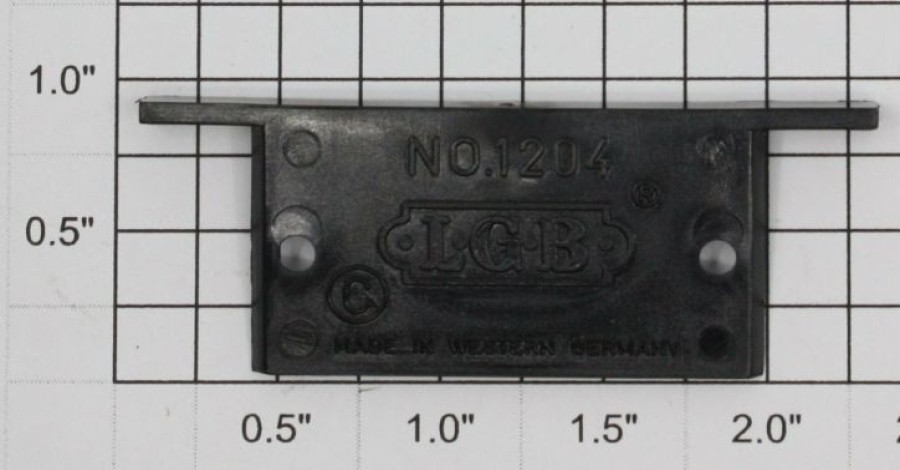 1.0"
NO.1204
®
0.5"
LGB
©
MADE IN WESTERN GERMANY
0.5" 1.0" 1.5" 2.0"